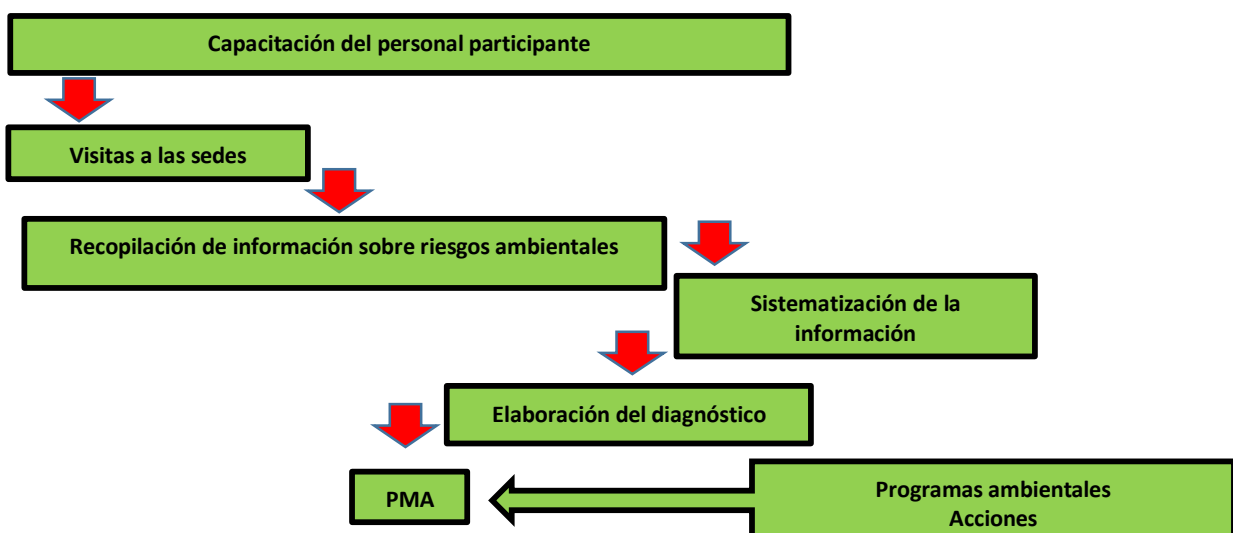 Capacitación del personal participante
Visitas a las sedes
Recopilación de información sobre riesgos ambientales
Sistematización de la
información
Elaboración del diagnóstico
PMA
Programas ambientales
Acciones